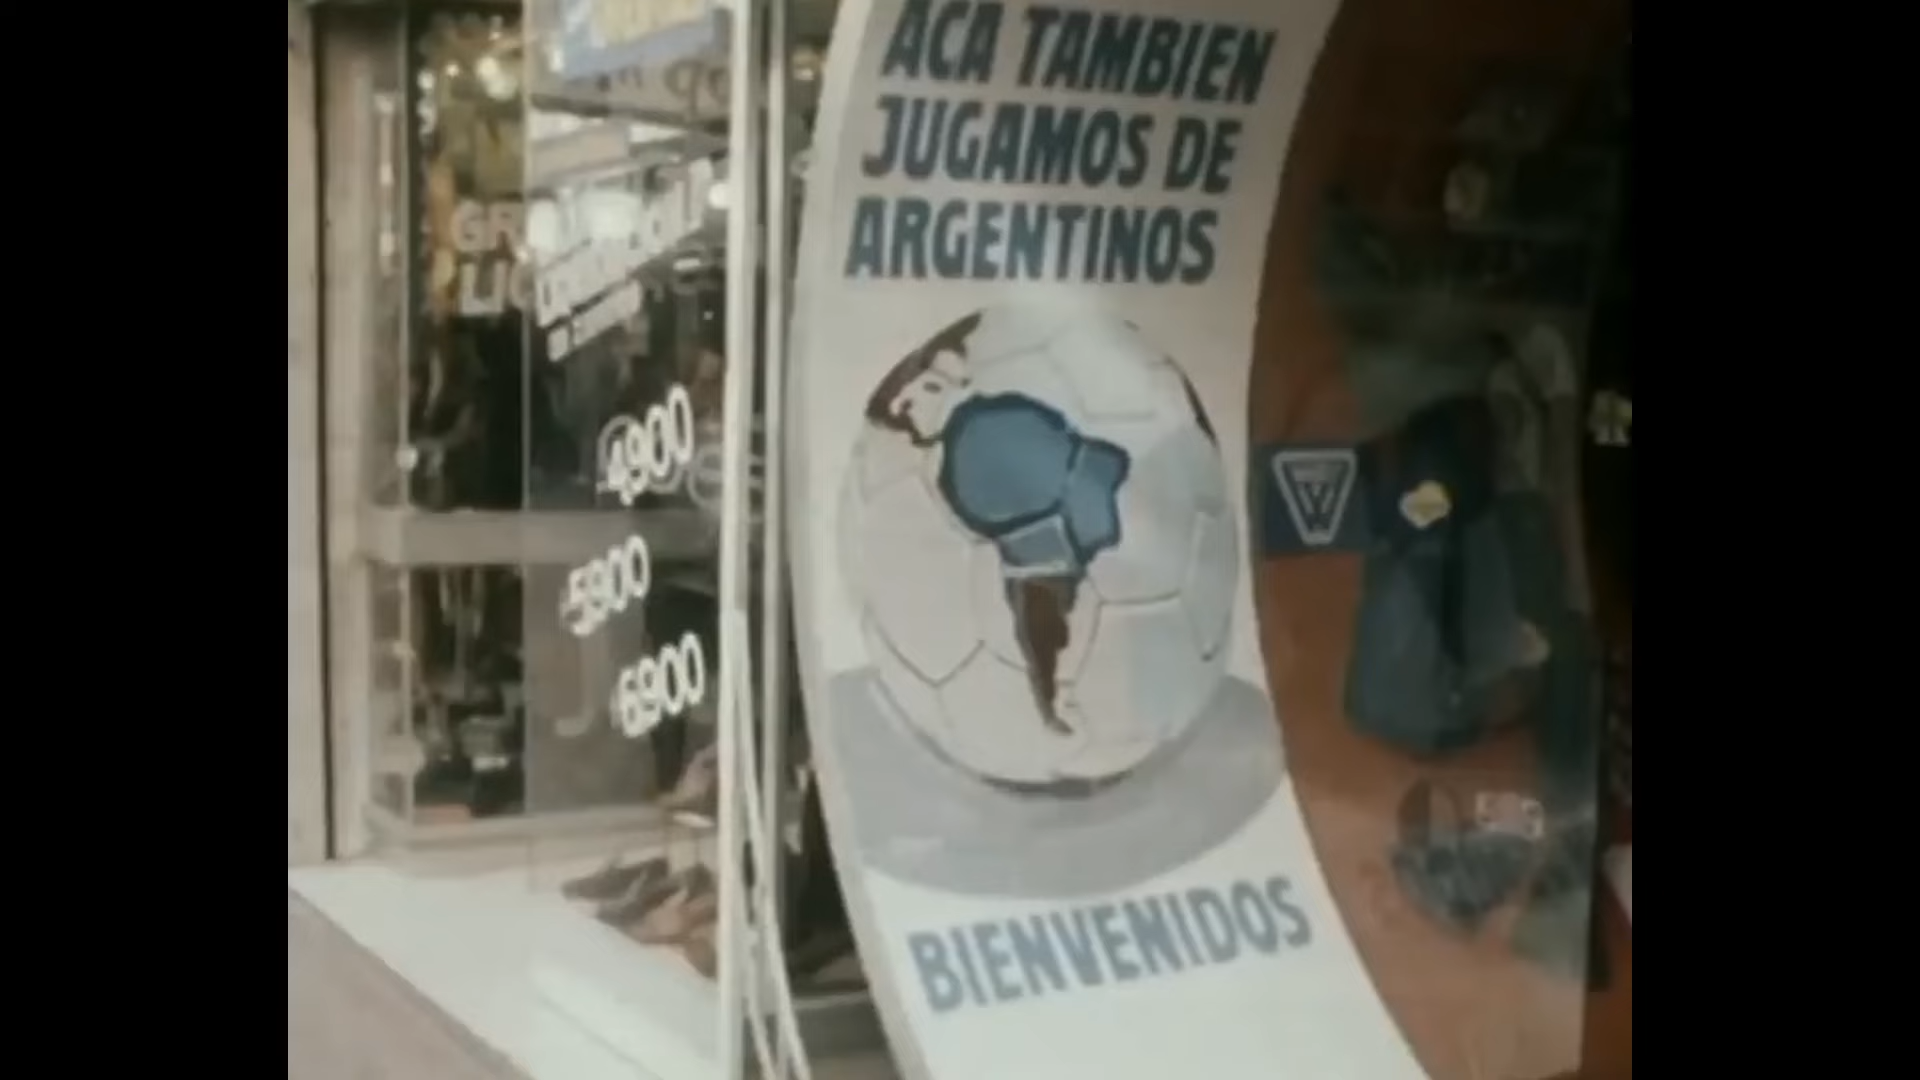 ACA TAMBIEN
JUGAMOS DE
ARGENTINOS
BIENVENIDOS
4900
5900
6900